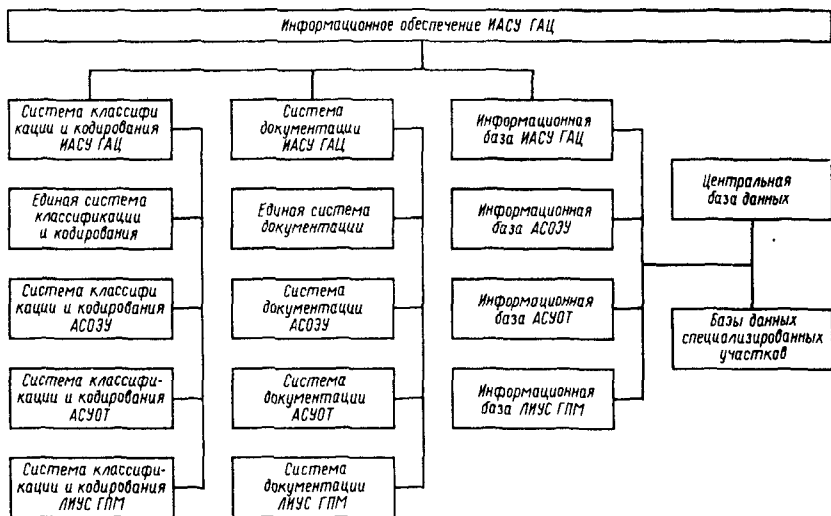 Информационное обеспечение ИАСУ ГАЦ
Система классифи
кации и кодирования
ИАСУ ГАЦ
Единая система
классификации
и кодирования
Система классифи
кации и кодирования
АСОЭУ
Система классифи-
кации и кодирования
АСУОТ
Система классифи-
кации и кодирования
ЛИУС ГПМ
Система
документации
ИАСУ ГАЦ
Единая система
документации
Система
документации
АСОЭУ
Система
документации
АСУОТ
Система
документации
ЛИУС ГПМ
Информационная
база ИАСУ ГАЦ
Информационная
база АСОЭУ
Информационная
база АСУОТ
Информационная
база ЛИУС ГПМ
Центральная
база данных
Базы данных
специализированных
участков